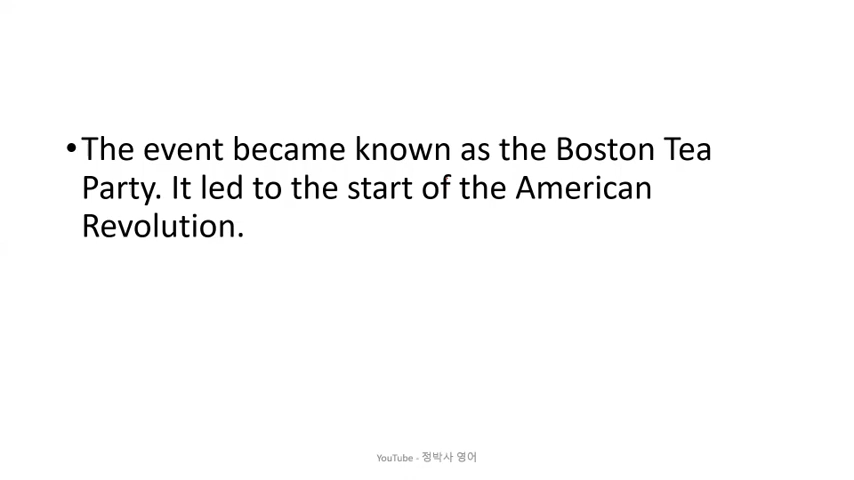 •The event became known as the Boston Tea
Party. It led to the start of the American
Revolution.
YouTube - 정박사 영어